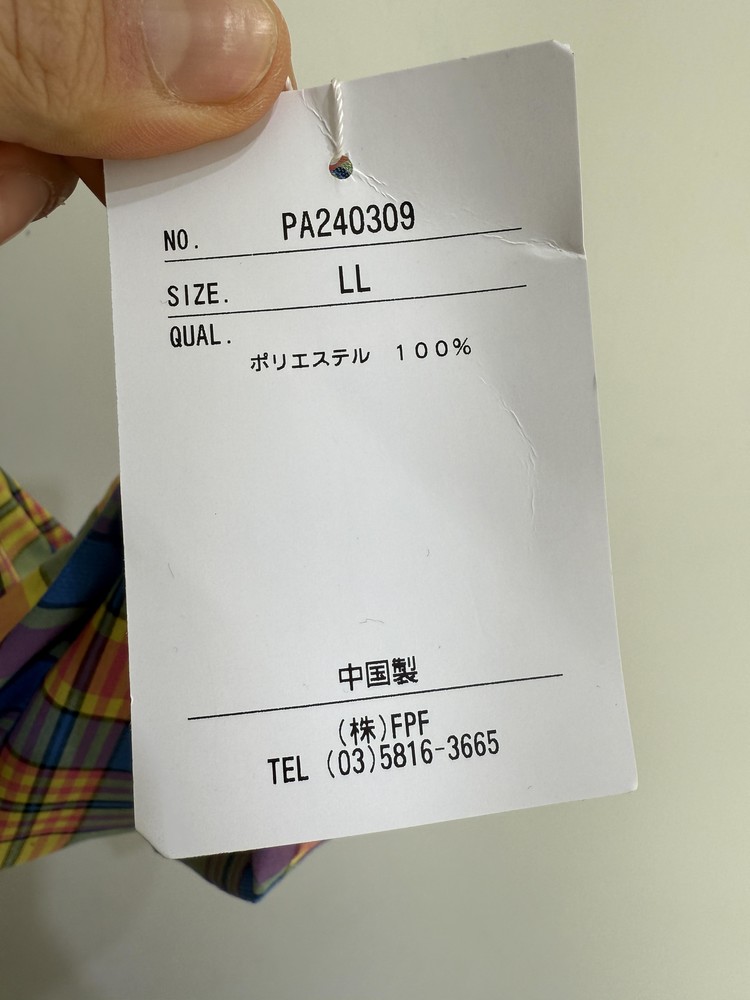 NO. PA240309
SIZE. LL
QUAL.
ポリエステル 100%
中国製
(株)FPF
TEL (03)5816-3665